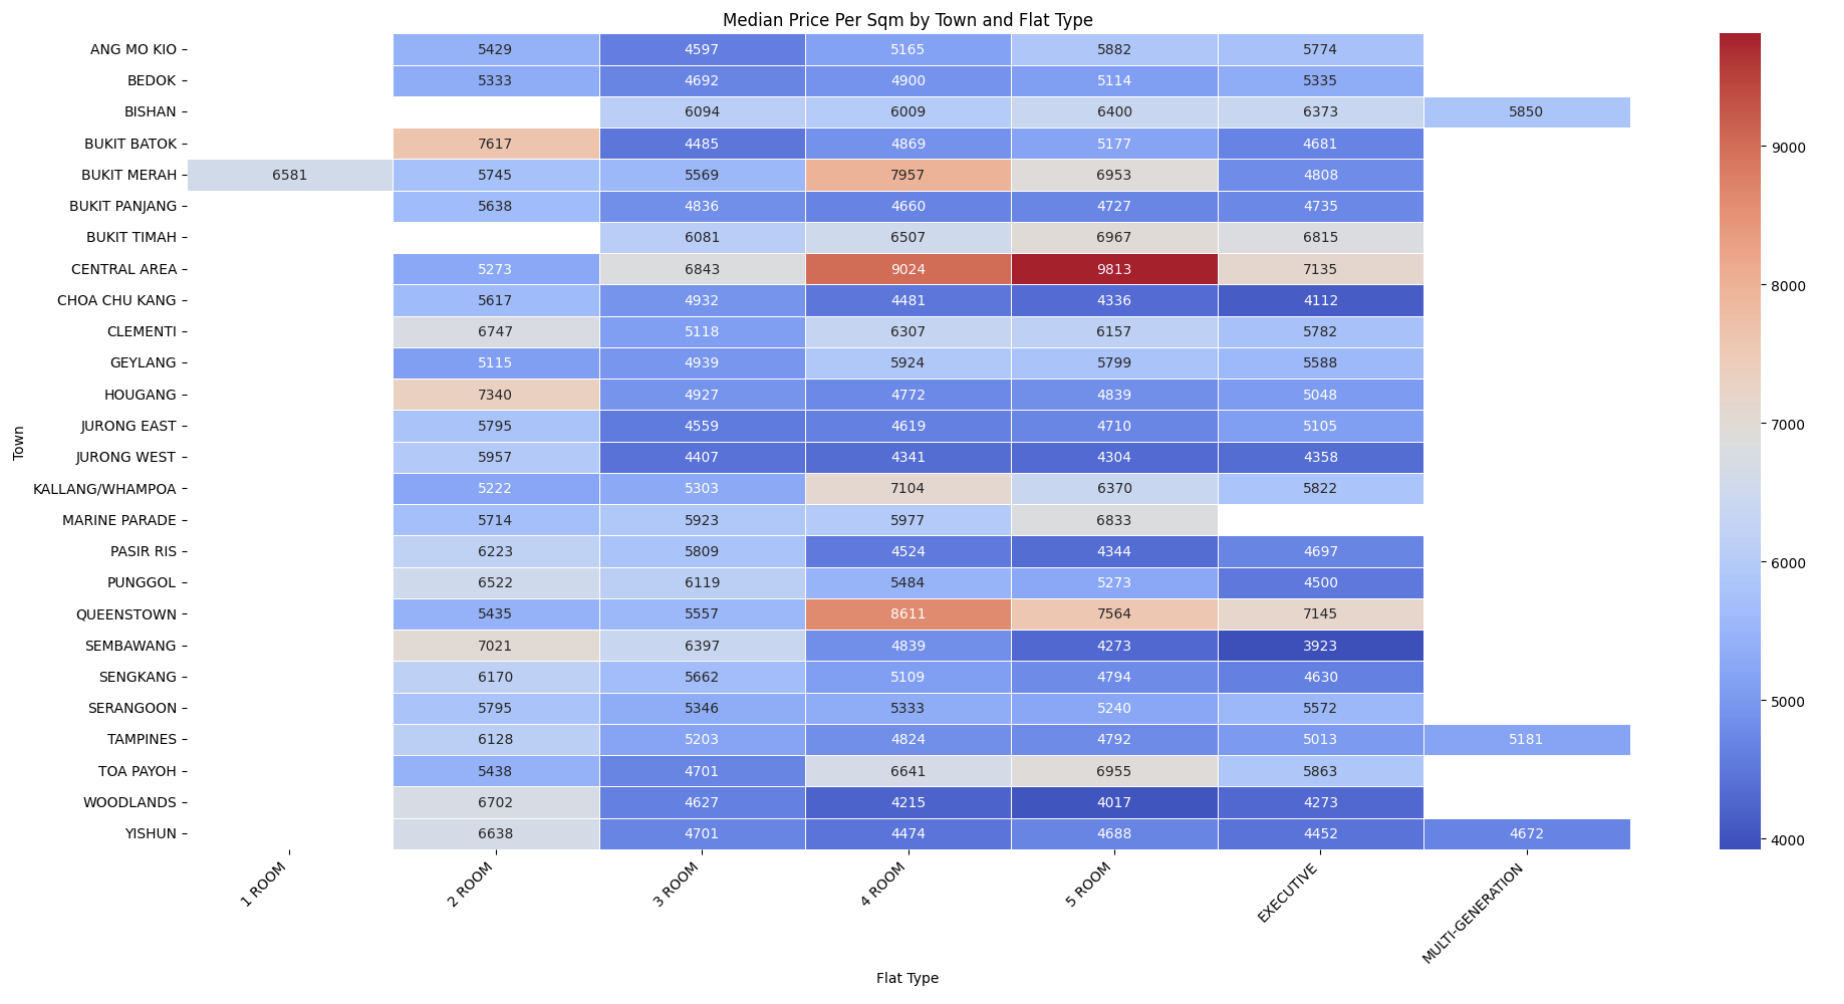 Median Price Per Sqm by Town and Flat Type
ANG MO KIO 5429 4597 5165 5882 5774
BEDOK 5333 4692 4900 5114 5335
BISHAN 6094 6009 6400 6373 5850
BUKIT BATOK 7617 4485 4869 5177 4681
BUKIT MERAH 6581 5745 5569 7957 6953 4808
BUKIT PANJANG 5638 4836 4660 4727 4735
BUKIT TIMAH 6081 6507 6967 6815
CENTRAL AREA 5273 6843 9024 9813 7135
CHOA CHU KANG 5617 4932 4481 4336 4112
CLEMENTI 6747 5118 6307 6157 5782
GEYLANG 5115 4939 5924 5799 5588
HOUGANG 7340 4927 4772 4839 5048
JURONG EAST 5795 4559 4619 4710 5105
JURONG WEST 5957 4407 4341 4304 4358
KALLANG/WHAMPOA 5222 5303 7104 6370 5822
MARINE PARADE 5714 5923 5977 6833
PASIR RIS 6223 5809 4524 4344 4697
PUNGGOL 6522 6119 5484 5273 4500
QUEENSTOWN 5435 5557 8611 7564 7145
SEMBAWANG 7021 6397 4839 4273 3923
SENGKANG 6170 5662 5109 4794 4630
SERANGOON 5795 5346 5333 5240 5572
TAMPINES 6128 5203 4824 4792 5013 5181
TOA PAYOH 5438 4701 6641 6955 5863
WOODLANDS 6702 4627 4215 4017 4273
YISHUN 6638 4701 4474 4688 4452 4672
Town
1 ROOM 2 ROOM 3 ROOM 4 ROOM 5 ROOM EXECUTIVE MULTI-GENERATION
Flat Type
9000
8000
7000
6000
5000
4000